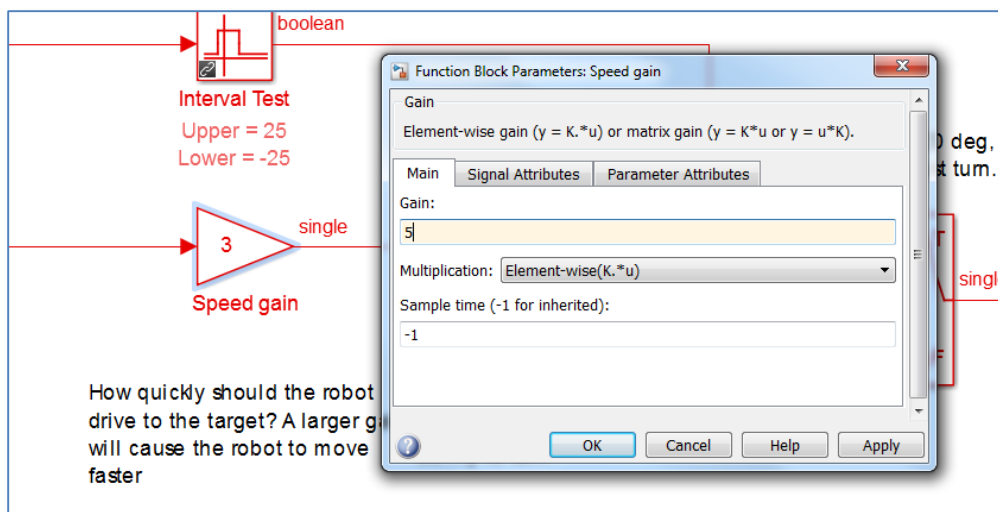 boolean
Interval Test
Upper = 25
Lower = -25
3
single
Speed gain
How quickly should the robot
drive to the target? A larger
will cause the robot to move
faster
Function Block Parameters: Speed gain
Gain
Element-wise gain (y = K.*u) or matrix gain (y = K*u or y = u*K).
Main
Signal Attributes
Parameter Attributes
Gain:
5
Multiplication:
Element-wise(K.*u)
Sample time (-1 for inherited):
-1
?
OK
Cancel
Help
Apply
deg,
turn.
T
F